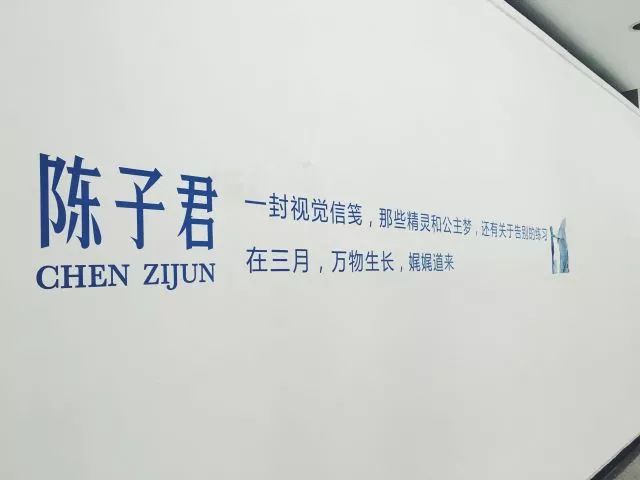 陈子君
CHEN ZIJUN
一封视觉信笺，那些精灵和公主梦，还有关于告别的练习
在三月，万物生长，娓娓道来